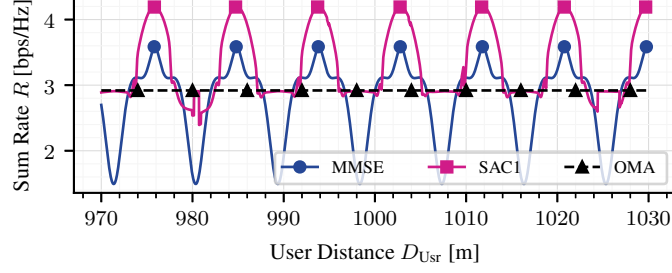 4
3
2
Sum Rate R [bps/Hz]
MMSE SAC1 OMA
970 980 990 1000 1010 1020 1030
User Distance D_Usr [m]